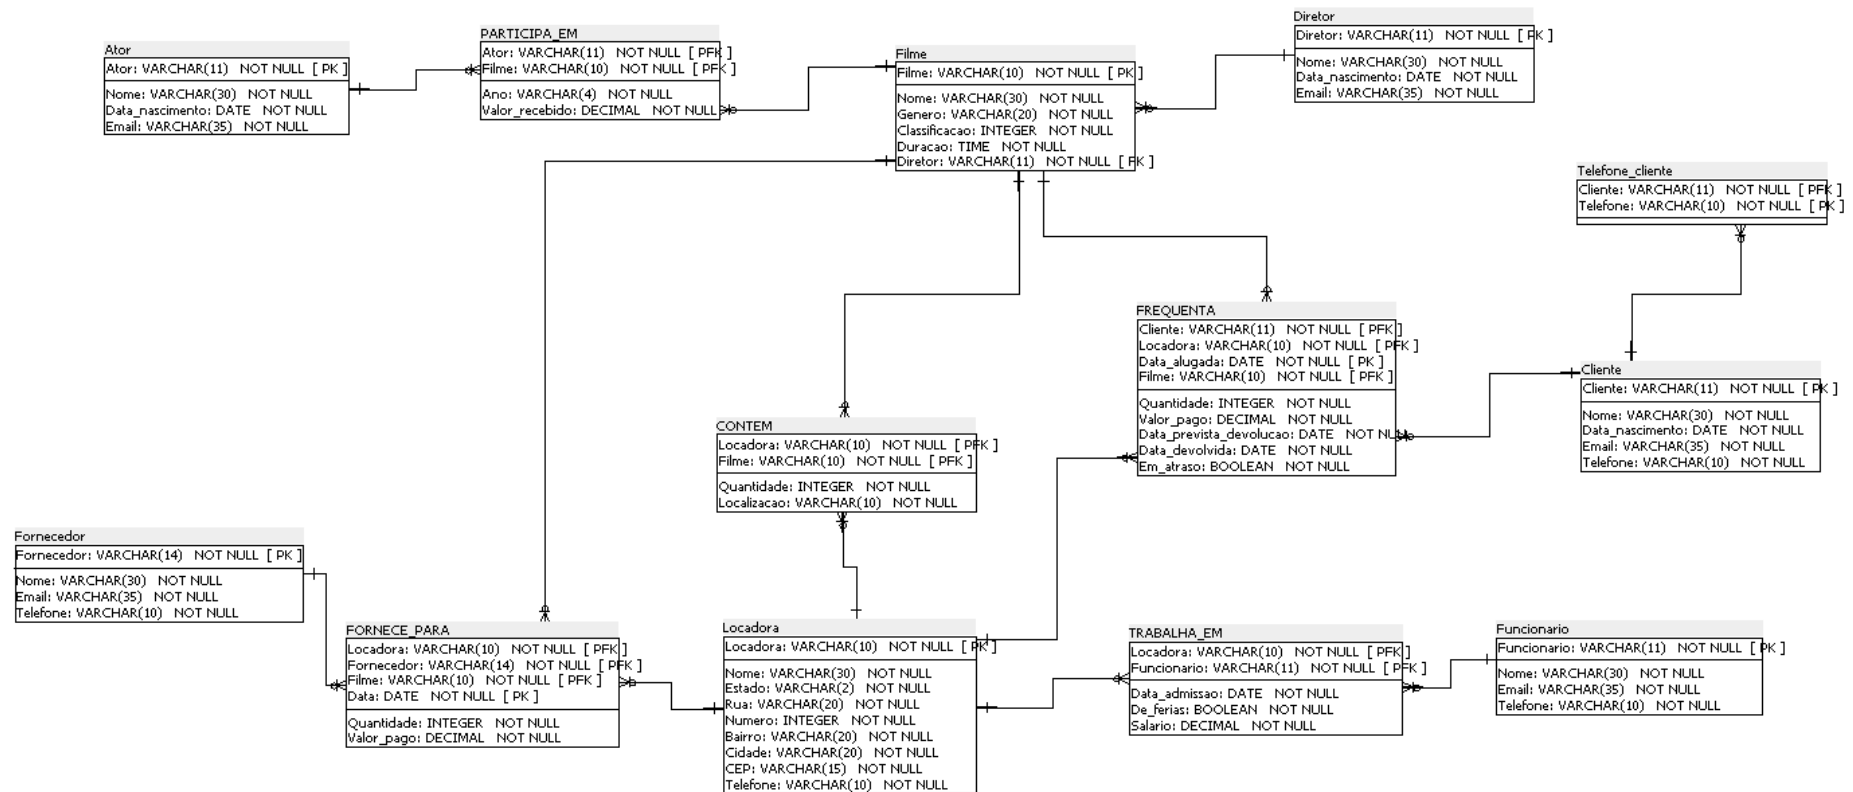 Ator
Ator: VARCHAR(11) NOT NULL [ PK ]
Nome: VARCHAR(30) NOT NULL
Data_nascimento: DATE NOT NULL
Email: VARCHAR(35) NOT NULL
PARTICIPA_EM
Ator: VARCHAR(11) NOT NULL [ PFK ]
Filme: VARCHAR(10) NOT NULL [ PFK ]
Ano: VARCHAR(4) NOT NULL
Valor_recebido: DECIMAL NOT NULL
Filme
Filme: VARCHAR(10) NOT NULL [ PK ]
Nome: VARCHAR(30) NOT NULL
Genero: VARCHAR(20) NOT NULL
Classificacao: INTEGER NOT NULL
Duracao: TIME NOT NULL
Diretor: VARCHAR(11) NOT NULL [ FK ]
Diretor
Diretor: VARCHAR(11) NOT NULL [ PK ]
Nome: VARCHAR(30) NOT NULL
Data_nascimento: DATE NOT NULL
Email: VARCHAR(35) NOT NULL
Telefone_cliente
Cliente: VARCHAR(11) NOT NULL [ PFK ]
Telefone: VARCHAR(10) NOT NULL [ PK ]
FREQUENTA
Cliente: VARCHAR(11) NOT NULL [ PFK ]
Locadora: VARCHAR(10) NOT NULL [ PFK ]
Data_alugada: DATE NOT NULL [ PK ]
Filme: VARCHAR(10) NOT NULL [ PFK ]
Quantidade: INTEGER NOT NULL
Valor_pago: DECIMAL NOT NULL
Data_prevista_devolucao: DATE NOT NULL
Data_devolvida: DATE NOT NULL
Em_atraso: BOOLEAN NOT NULL
Cliente
Cliente: VARCHAR(11) NOT NULL [ PK ]
Nome: VARCHAR(30) NOT NULL
Data_nascimento: DATE NOT NULL
Email: VARCHAR(35) NOT NULL
Telefone: VARCHAR(10) NOT NULL
CONTEM
Locadora: VARCHAR(10) NOT NULL [ PFK ]
Filme: VARCHAR(10) NOT NULL [ PFK ]
Quantidade: INTEGER NOT NULL
Localizacao: VARCHAR(10) NOT NULL
Fornecedor
Fornecedor: VARCHAR(14) NOT NULL [ PK ]
Nome: VARCHAR(30) NOT NULL
Email: VARCHAR(35) NOT NULL
Telefone: VARCHAR(10) NOT NULL
FORNECE_PARA
Locadora: VARCHAR(10) NOT NULL [ PFK ]
Fornecedor: VARCHAR(14) NOT NULL [ PFK ]
Filme: VARCHAR(10) NOT NULL [ PFK ]
Data: DATE NOT NULL [ PK ]
Quantidade: INTEGER NOT NULL
Valor_pago: DECIMAL NOT NULL
Locadora
Locadora: VARCHAR(10) NOT NULL [ PK ]
Nome: VARCHAR(30) NOT NULL
Estado: VARCHAR(2) NOT NULL
Rua: VARCHAR(20) NOT NULL
Numero: INTEGER NOT NULL
Bairro: VARCHAR(20) NOT NULL
Cidade: VARCHAR(20) NOT NULL
CEP: VARCHAR(15) NOT NULL
Telefone: VARCHAR(10) NOT NULL
TRABALHA_EM
Locadora: VARCHAR(10) NOT NULL [ PFK ]
Funcionario: VARCHAR(11) NOT NULL [ PFK ]
Data_admissao: DATE NOT NULL
De_ferias: BOOLEAN NOT NULL
Salario: DECIMAL NOT NULL
Funcionario
Funcionario: VARCHAR(11) NOT NULL [ PK ]
Nome: VARCHAR(30) NOT NULL
Email: VARCHAR(35) NOT NULL
Telefone: VARCHAR(10) NOT NULL